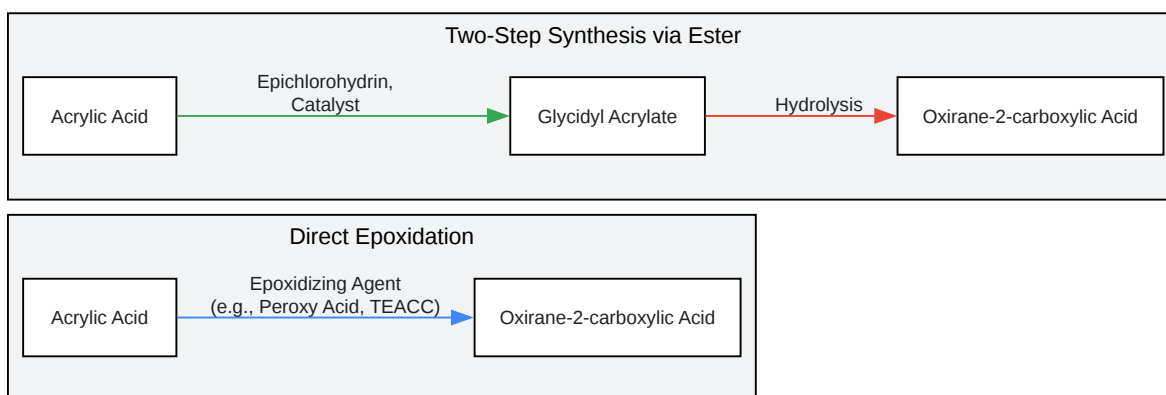 Two-Step Synthesis via Ester
Epichlorohydrin,
Catalyst
Hydrolysis
Acrylic Acid
Glycidyl Acrylate
Oxirane-2-carboxylic Acid
Direct Epoxidation
Epoxidizing Agent
(e.g., Peroxy Acid, TEACC)
Acrylic Acid
Oxirane-2-carboxylic Acid